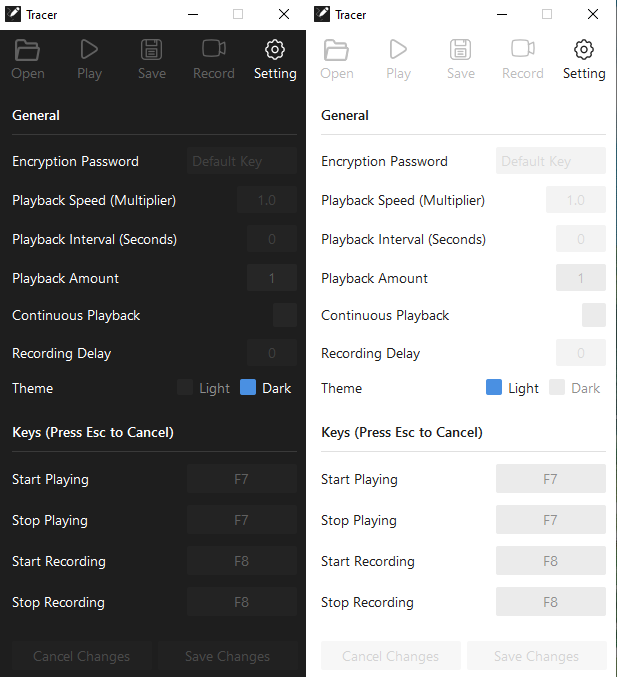 Tracer
Open Play Save Record Setting
General
Encryption Password Default Key
Playback Speed (Multiplier) 1.0
Playback Interval (Seconds) 0
Playback Amount 1
Continuous Playback
Recording Delay 0
Theme Light Dark
Keys (Press Esc to Cancel)
Start Playing F7
Stop Playing F7
Start Recording F8
Stop Recording F8
Cancel Changes Save Changes
Tracer
Open Play Save Record Setting
General
Encryption Password Default Key
Playback Speed (Multiplier) 1.0
Playback Interval (Seconds) 0
Playback Amount 1
Continuous Playback
Recording Delay 0
Theme Light Dark
Keys (Press Esc to Cancel)
Start Playing F7
Stop Playing F7
Start Recording F8
Stop Recording F8
Cancel Changes Save Changes